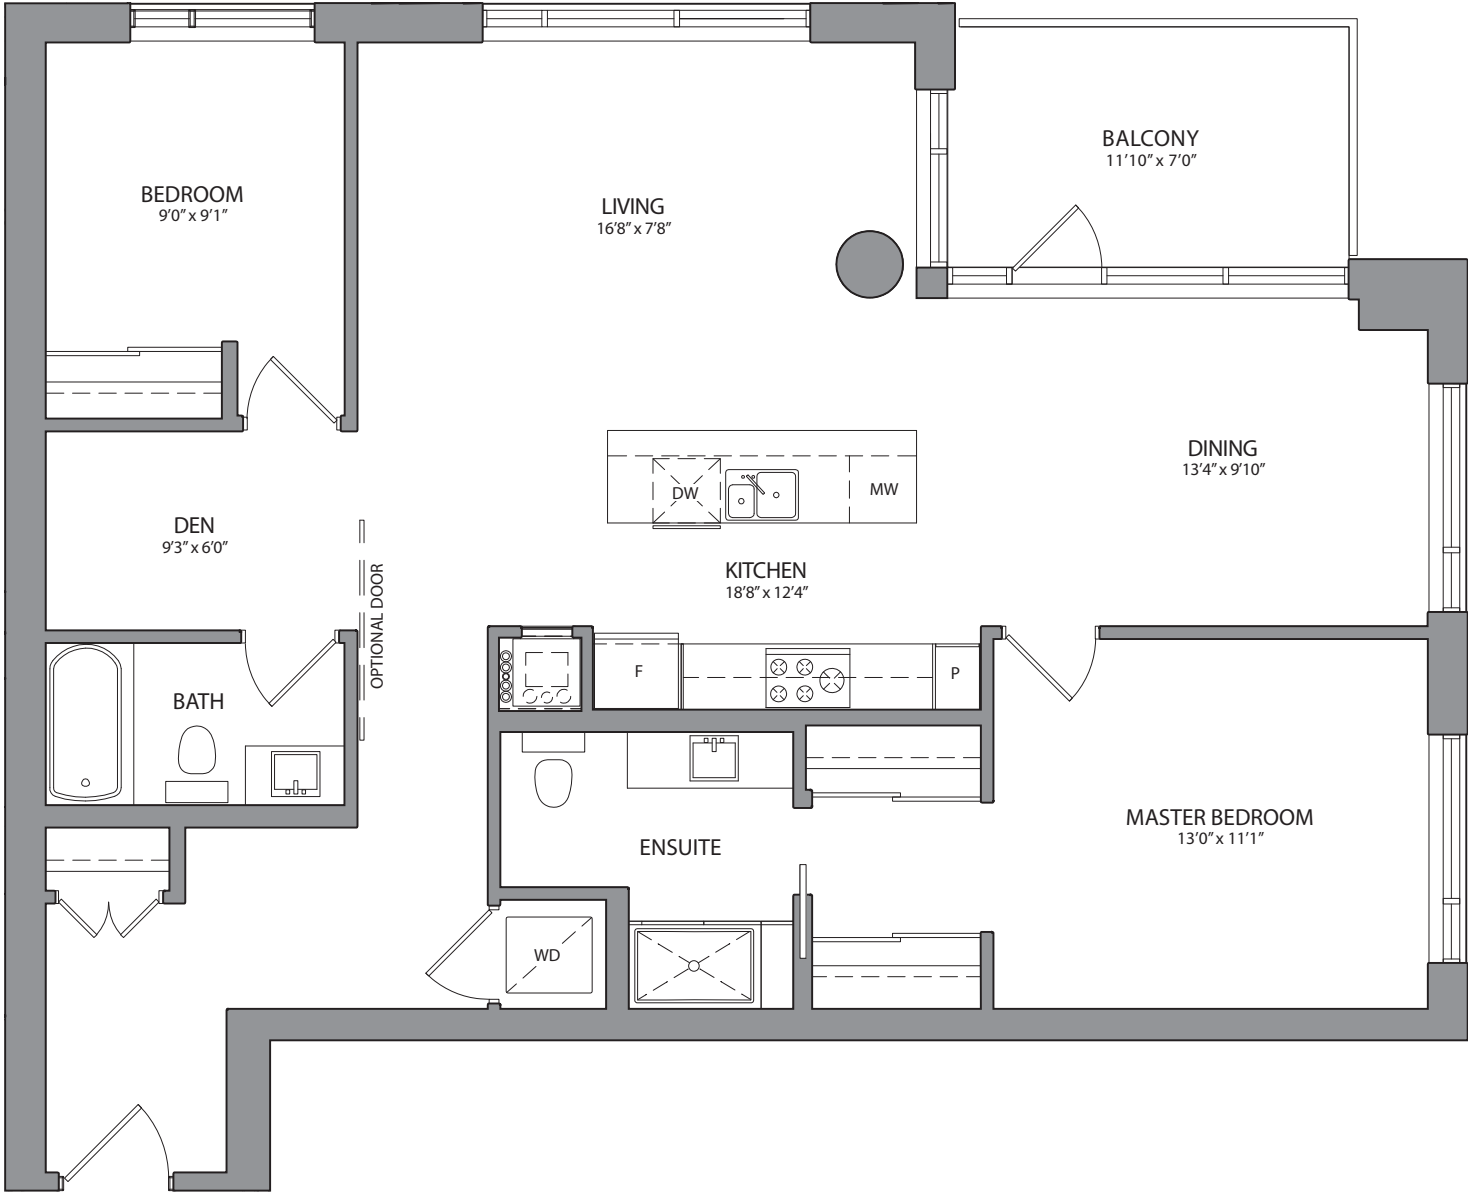 BALCONY
11'10" x 7'0"
BEDROOM
9'0" x 9'1"
LIVING
16'8" x 7'8"
DINING
13'4" x 9'10"
DW
MW
DEN
9'3" x 6'0"
KITCHEN
18'8" x 12'4"
OPTIONAL DOOR
F
P
BATH
MASTER BEDROOM
13'0" x 11'1"
ENSUITE
WD